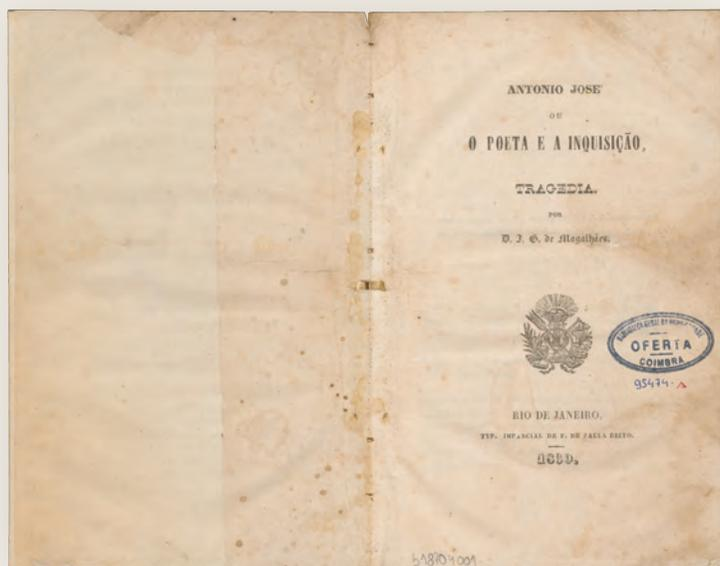 ANTONIO JOSE'
OU
O POETA E A INQUISIÇÃO,
TRAGEDIA.
POR
D. J. G. de Magalhães.
OFERTA
COIMBRA
95474
RIO DE JANEIRO.
TYP. IMPARCIAL DE F. DE PAULA BRITO.
1839.